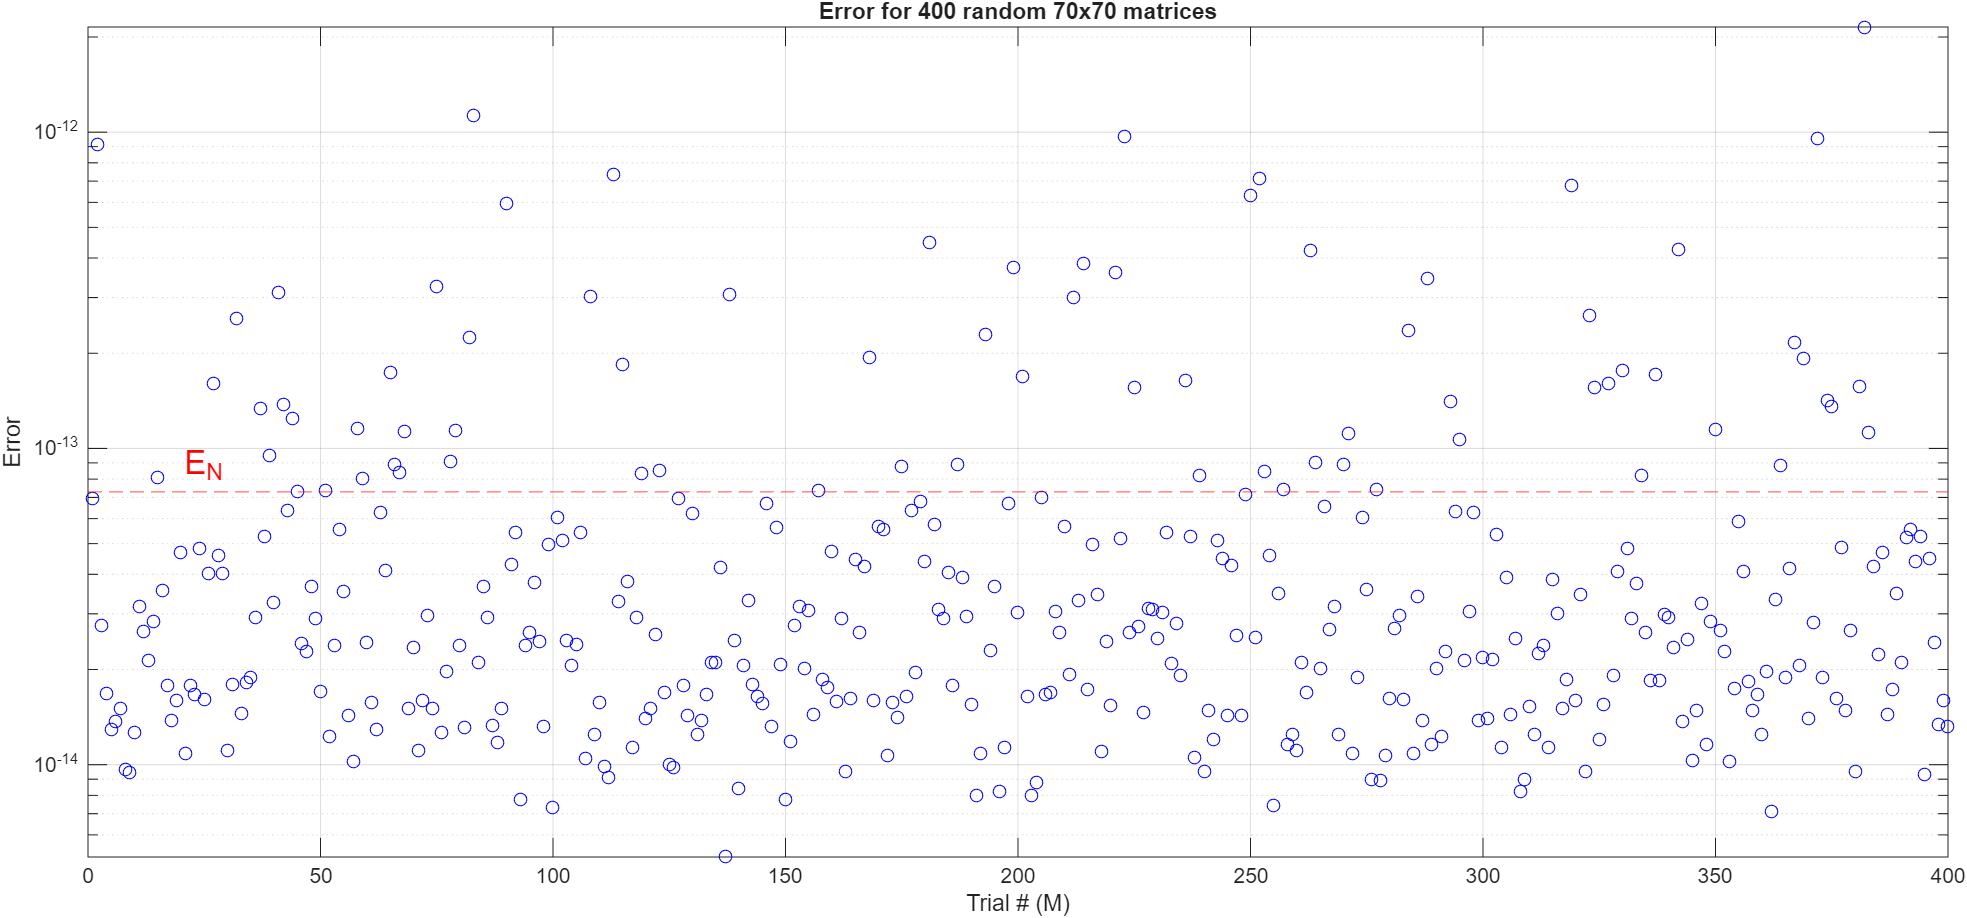 Error for 400 random 70x70 matrices
10^-12
10^-13
10^-14
Error
E_N
0 50 100 150 200 250 300 350 400
Trial # (M)